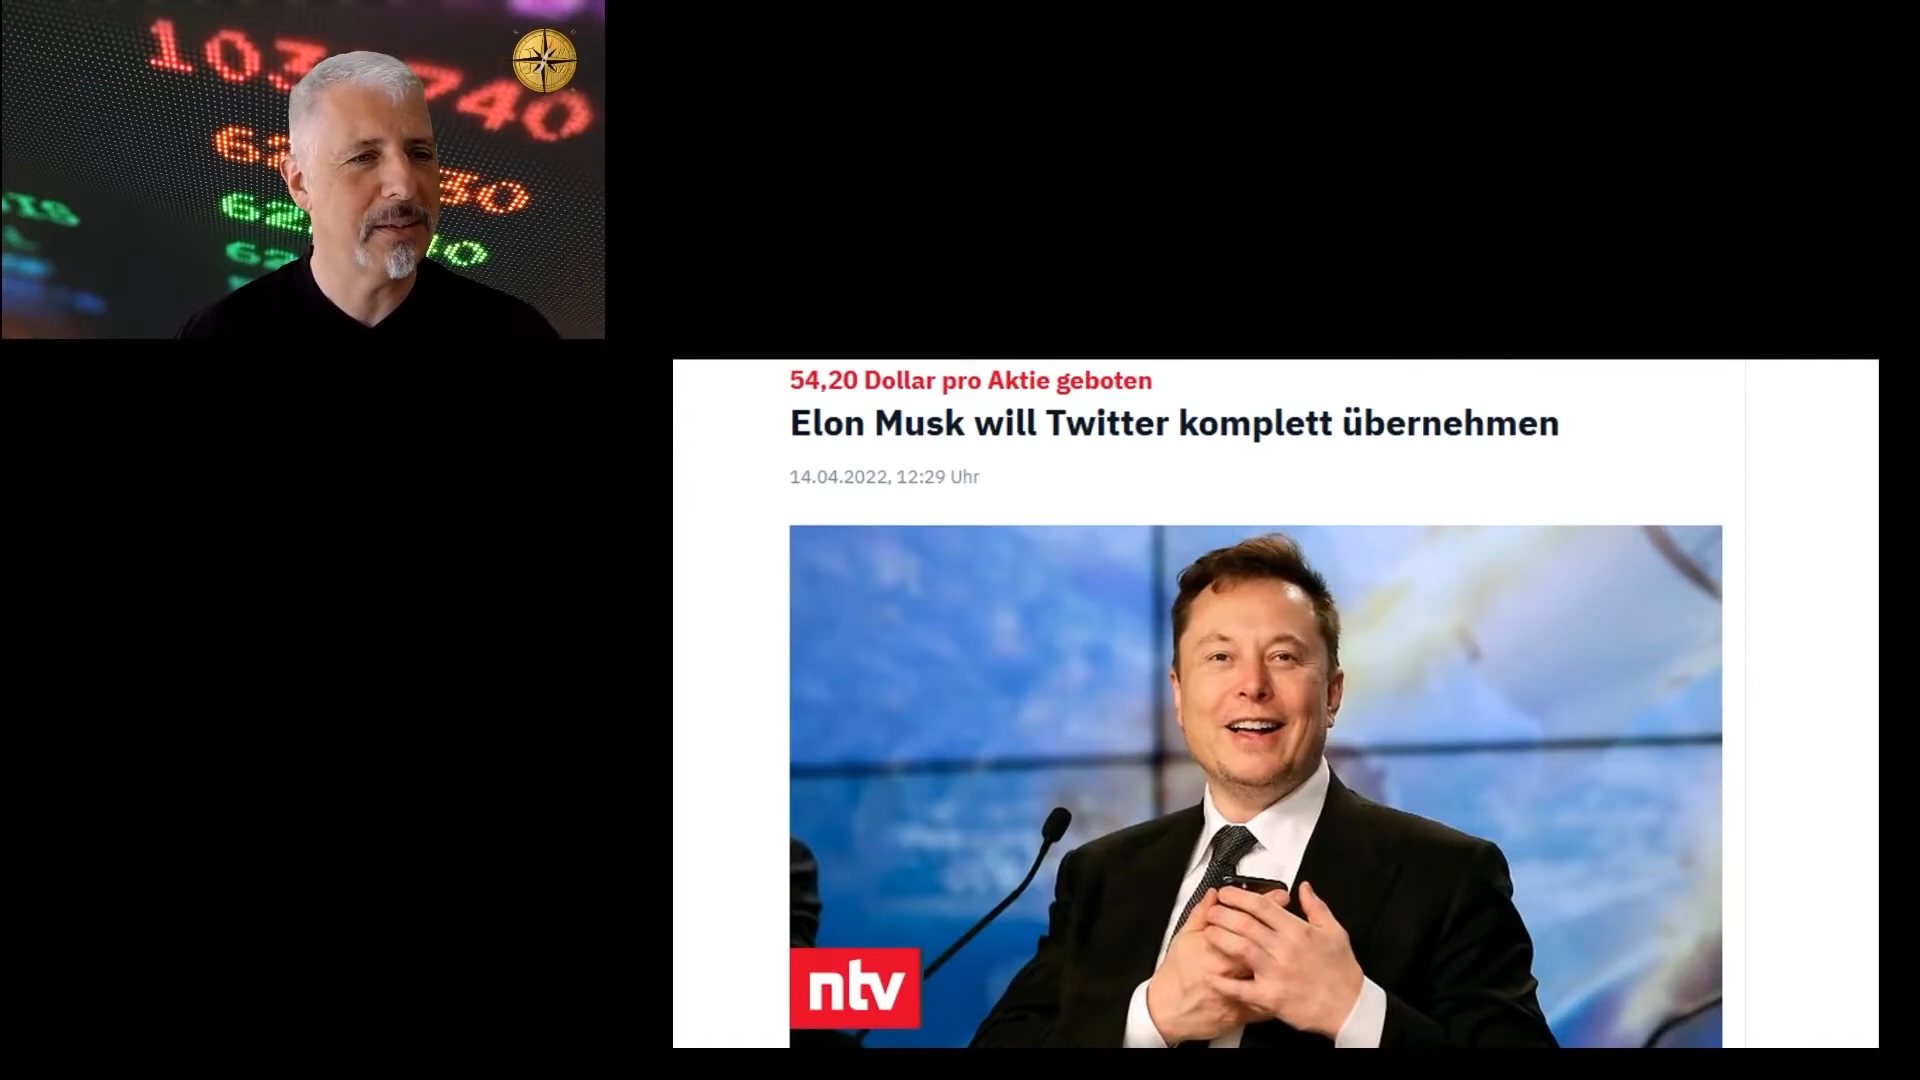 54,20 Dollar pro Aktie geboten
Elon Musk will Twitter komplett übernehmen
14.04.2022, 12:29 Uhr
ntv